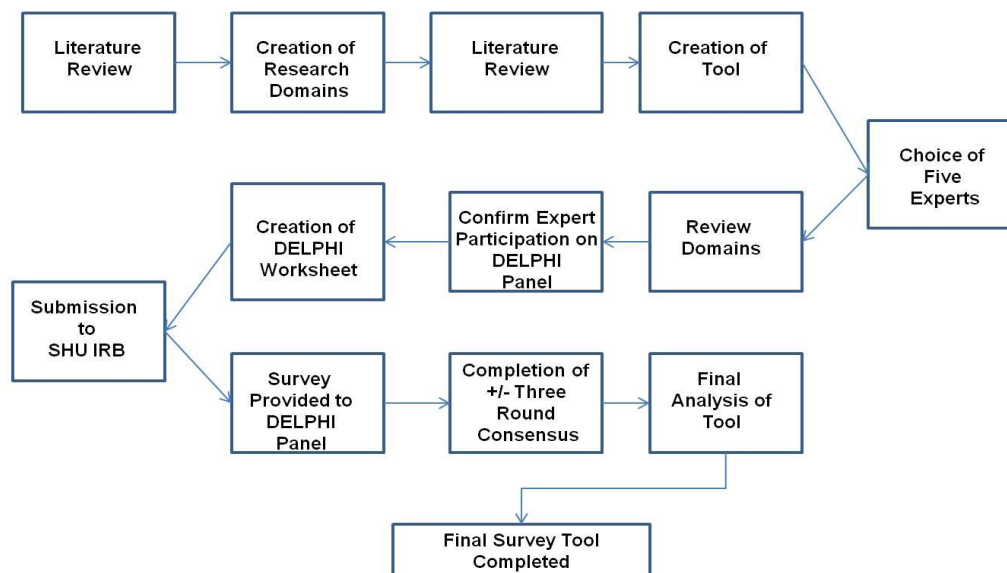 Literature
Review
Creation of
Research
Domains
Literature
Review
Creation of
Tool
Choice of
Five
Experts
Review
Domains
Confirm Expert
Participation on
DELPHI
Panel
Creation of
DELPHI
Worksheet
Submission
to
SHU IRB
Survey
Provided to
DELPHI
Panel
Completion of
+/- Three
Round
Consensus
Final
Analysis of
Tool
Final Survey Tool
Completed